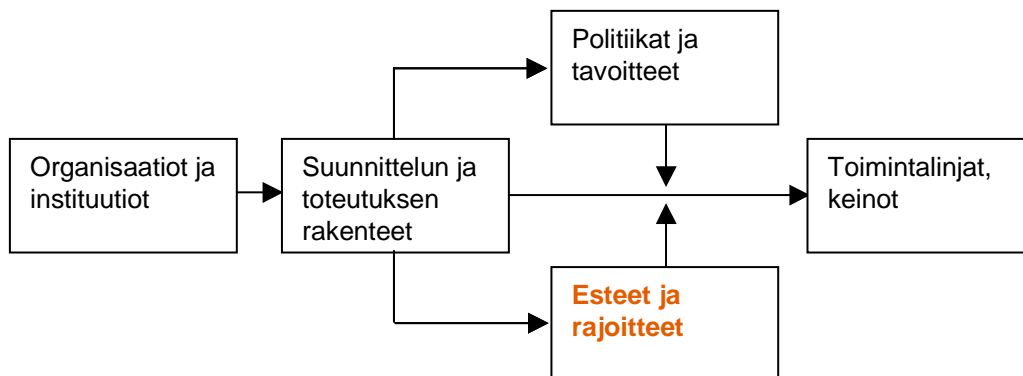 Politiikat ja
tavoitteet
Organisaatiot ja
instituutiot
Suunnittelun ja
toteutuksen
rakenteet
Toimintalinjat,
keinot
Esteet ja
rajoitteet